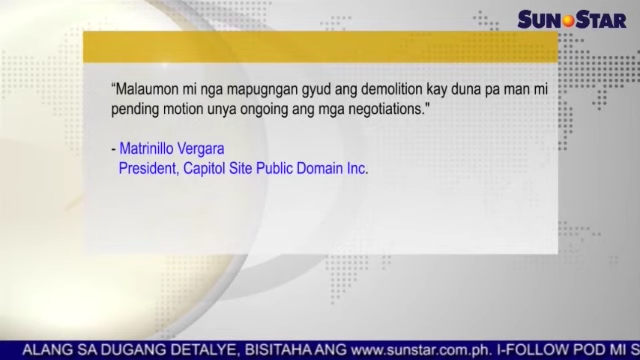 SUN STAR
“Malaumon mi nga mapugngan gyud ang demolition kay duna pa man mi
pending motion unya ongoing ang mga negotiations."
- Matrinillo Vergara
President, Capitol Site Public Domain Inc.
ALANG SA DUGANG DETALYE, BISITAHA ANG www.sunstar.com.ph. I-FOLLOW POD MI S